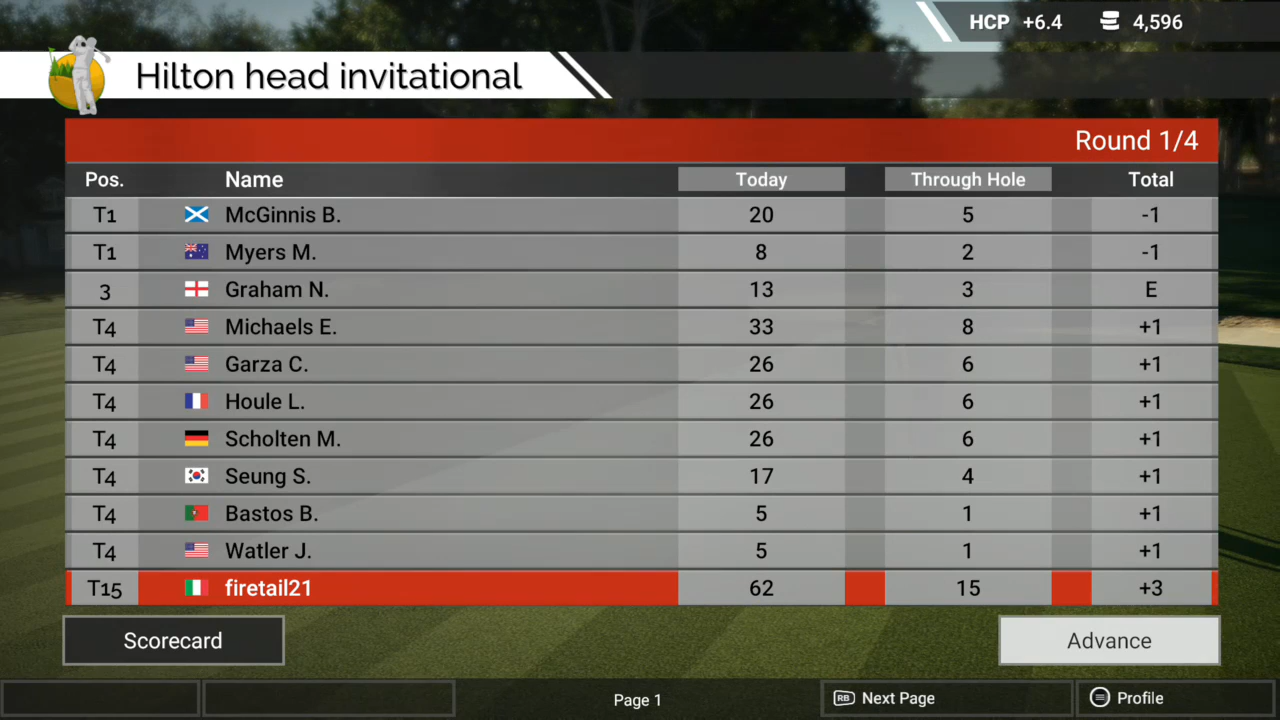 HCP +6.4 4,596
Hilton head invitational
Round 1/4
Pos. Name Today Through Hole Total
T1 McGinnis B. 20 5 -1
T1 Myers M. 8 2 -1
3 Graham N. 13 3 E
T4 Michaels E. 33 8 +1
T4 Garza C. 26 6 +1
T4 Houle L. 26 6 +1
T4 Scholten M. 26 6 +1
T4 Seung S. 17 4 +1
T4 Bastos B. 5 1 +1
T4 Watler J. 5 1 +1
T15 firetail21 62 15 +3
Scorecard Advance
Page 1 RB Next Page Profile